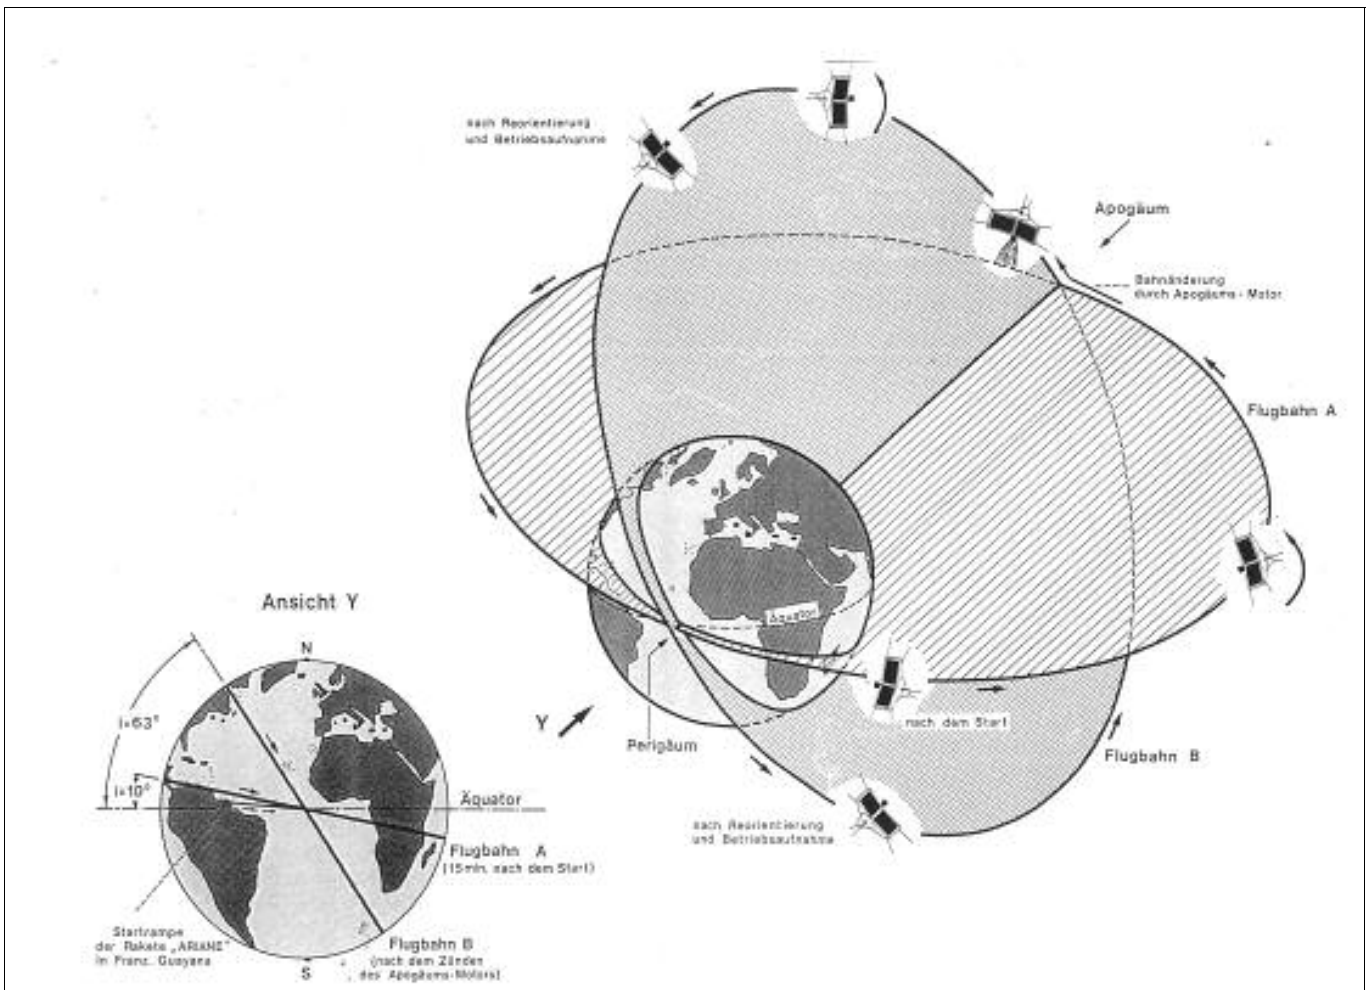 nach Reorientierung
und Betriebsaufnahme
Apogäum
Bahnänderung
durch Apogäums-Motor
Flugbahn A
Äquator
nach dem Start
Perigäum
Y
Flugbahn B
nach Reorientierung
und Betriebsaufnahme
Ansicht Y
N
i=63°
i=10°
Äquator
Flugbahn A
(15min. nach dem Start)
Startrampe
der Rakete „ARIANE"
in Franz. Guayana
Flugbahn B
(nach dem Zünden
des Apogäums-Motors)
S